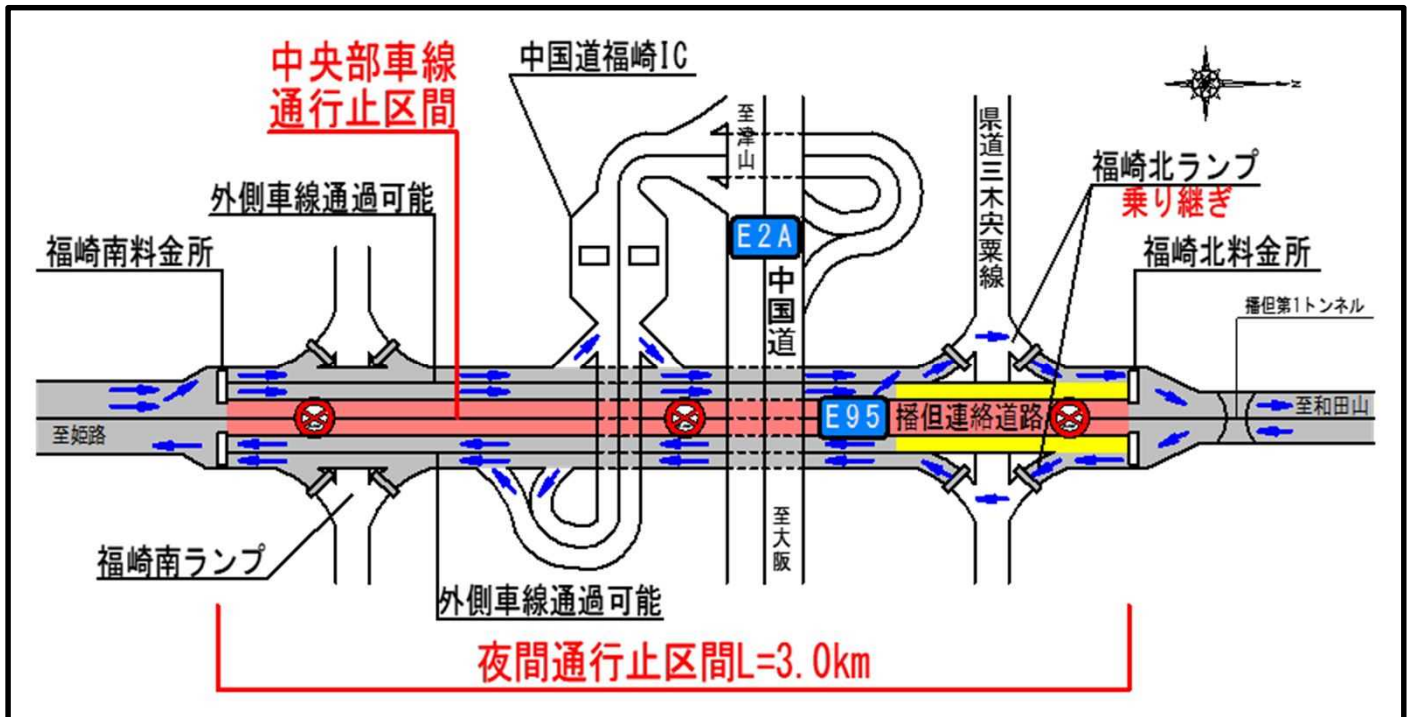 中央部車線
通行止区間
中国道福崎IC
至津山
県道三木宍粟線
福崎北ランプ
乗り継ぎ
外側車線通過可能
E2A
福崎南料金所
福崎北料金所
中国道
播但第1トンネル
E95
播但連絡道路
至和田山
至姫路
至大阪
福崎南ランプ
外側車線通過可能
夜間通行止区間L=3.0km